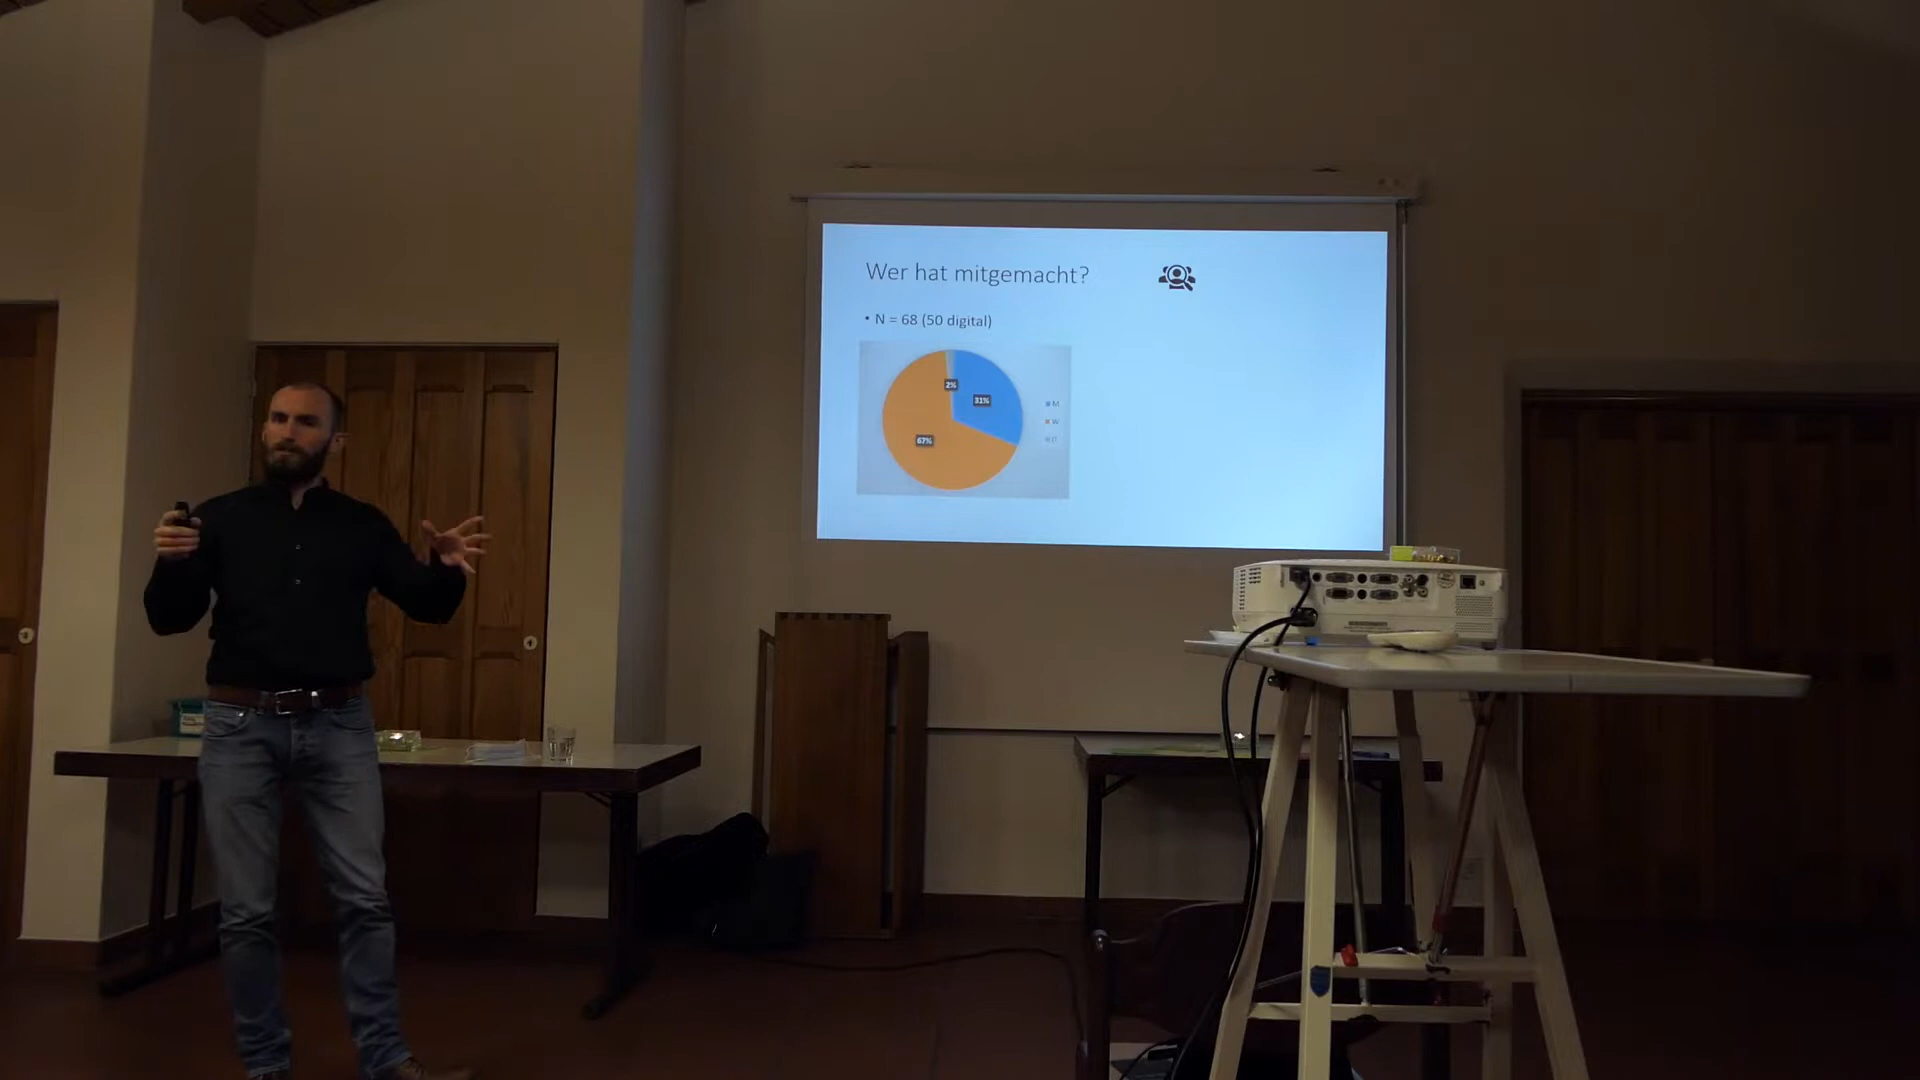 Wer hat mitgemacht?
• N = 68 (50 digital)
2%
31%
67%
M
W